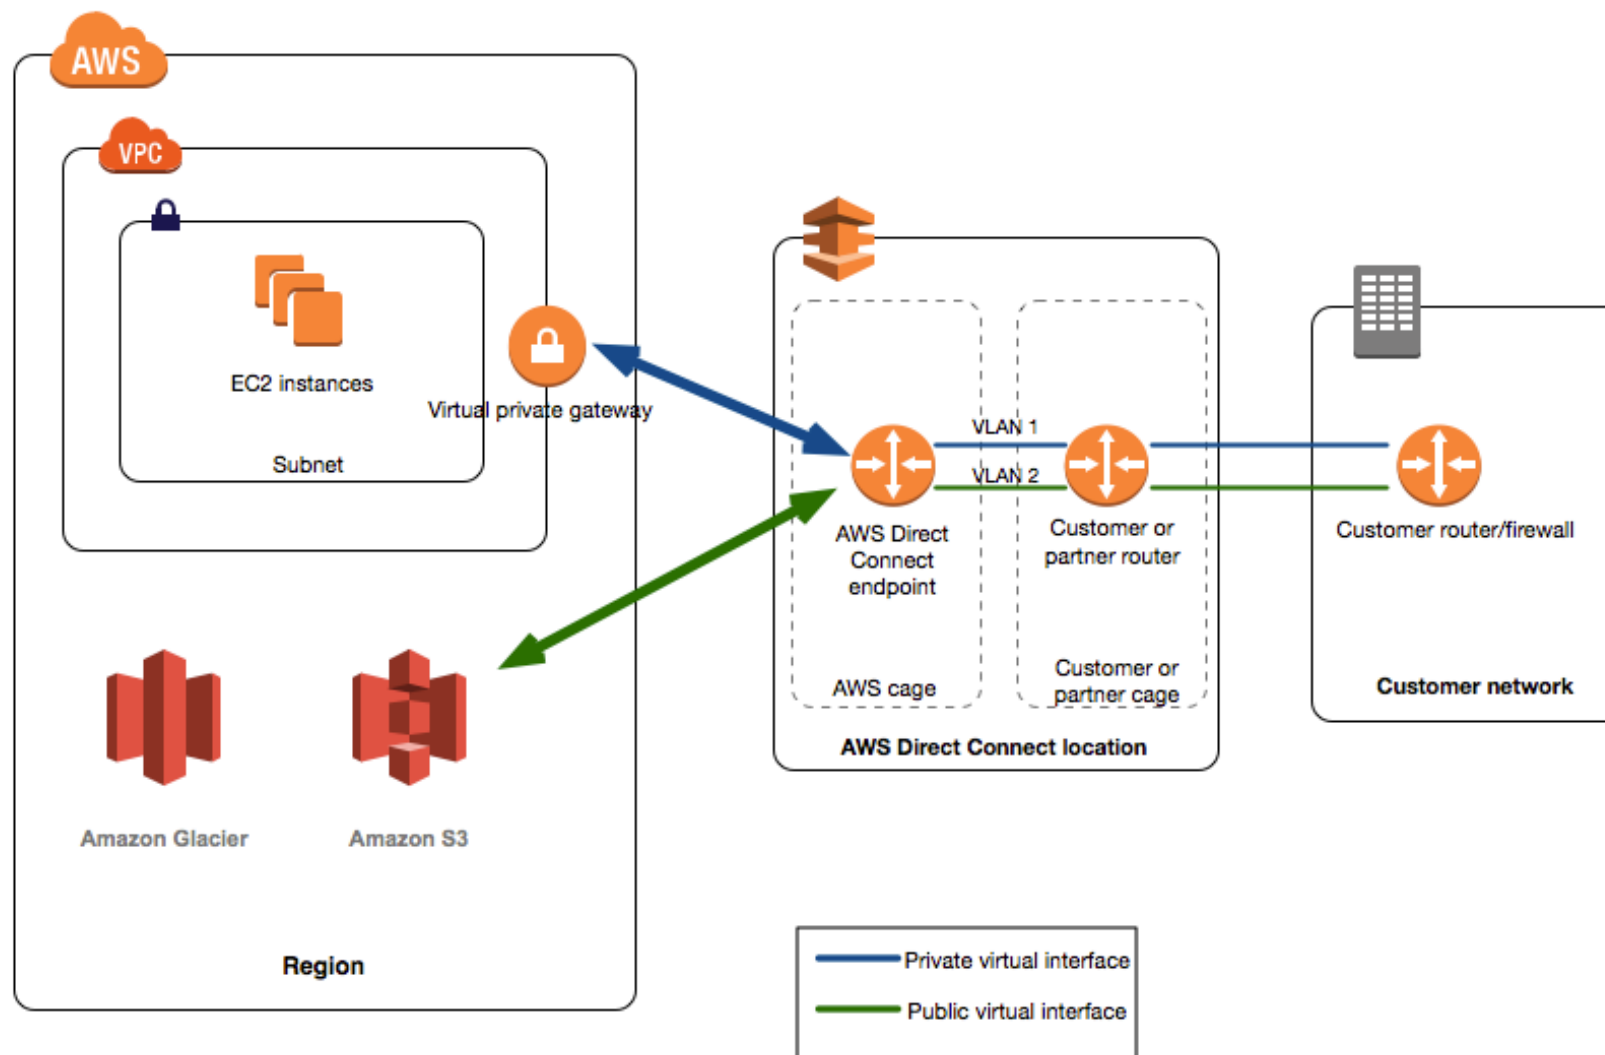 AWS
VPC
EC2 instances
Subnet
Virtual private gateway
Amazon Glacier
Amazon S3
Region
VLAN 1
VLAN 2
AWS Direct
Connect
endpoint
AWS cage
Customer or
partner router
Customer or
partner cage
AWS Direct Connect location
Customer router/firewall
Customer network
Private virtual interface
Public virtual interface